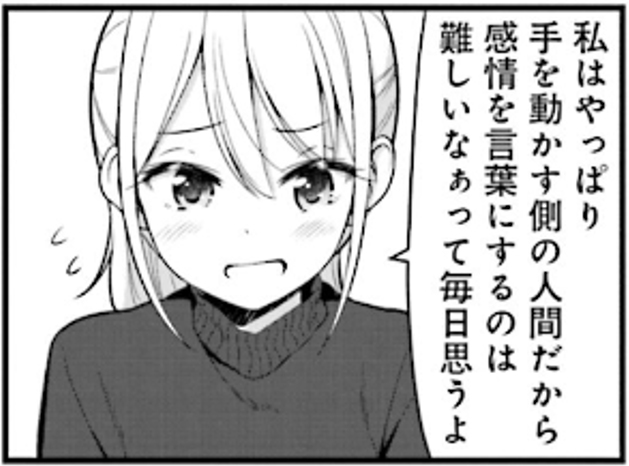 私はやっぱり
手を動かす側の人間だから
感情を言葉にするのは
難しいなぁって毎日思うよ